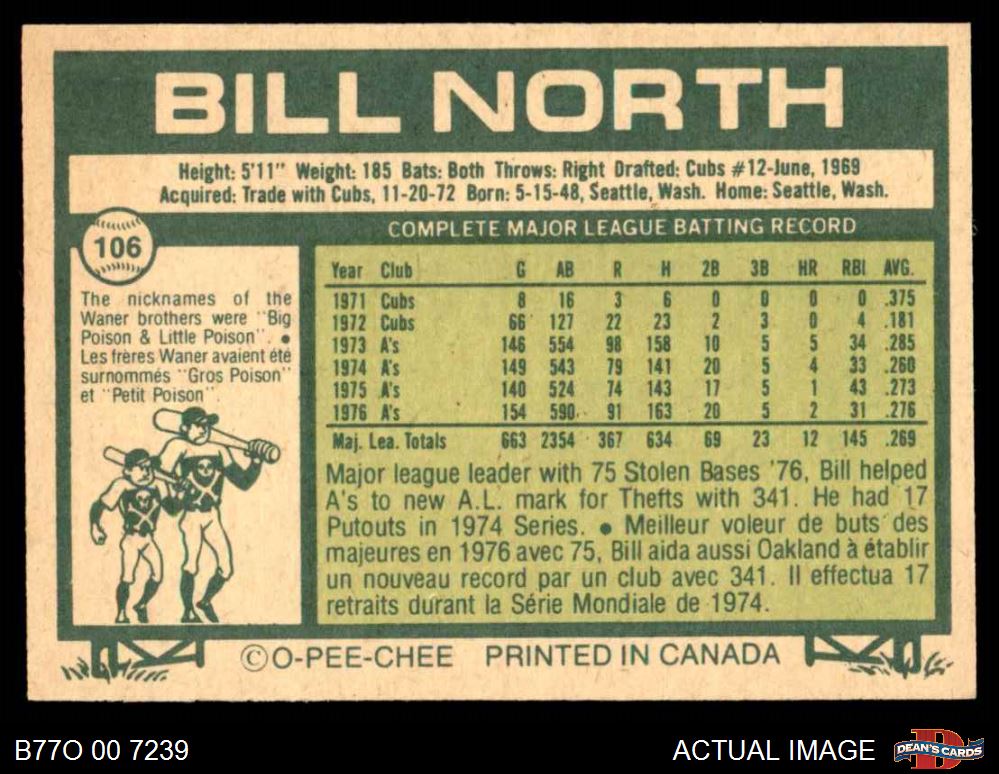 BILL NORTH
Height: 5'11" Weight: 185 Bats: Both Throws: Right Drafted: Cubs #12-June, 1969
Acquired: Trade with Cubs, 11-20-72 Born: 5-15-48, Seattle, Wash. Home: Seattle, Wash.
106
The nicknames of the
Waner brothers were "Big
Poison & Little Poison". •
Les frères Waner avaient été
surnommés "Gros Poison"
et "Petit Poison".
COMPLETE MAJOR LEAGUE BATTING RECORD
Year Club G AB R H 2B 3B HR RBI AVG.
1971 Cubs 8 16 3 6 0 0 0 0 .375
1972 Cubs 66 127 22 23 2 3 0 4 .181
1973 A's 146 554 98 158 10 5 5 34 .285
1974 A's 149 543 79 141 20 5 4 33 .260
1975 A's 140 524 74 143 17 5 1 43 .273
1976 A's 154 590 91 163 20 5 2 31 .276
Maj. Lea. Totals 663 2354 367 634 69 23 12 145 .269
Major league leader with 75 Stolen Bases '76, Bill helped
A's to new A.L. mark for Thefts with 341. He had 17
Putouts in 1974 Series. • Meilleur voleur de buts des
majeures en 1976 avec 75, Bill aida aussi Oakland à établir
un nouveau record par un club avec 341. Il effectua 17
retraits durant la Série Mondiale de 1974.
©O-PEE-CHEE PRINTED IN CANADA
B77O 00 7239
ACTUAL IMAGE
D
DEAN'S CARDS